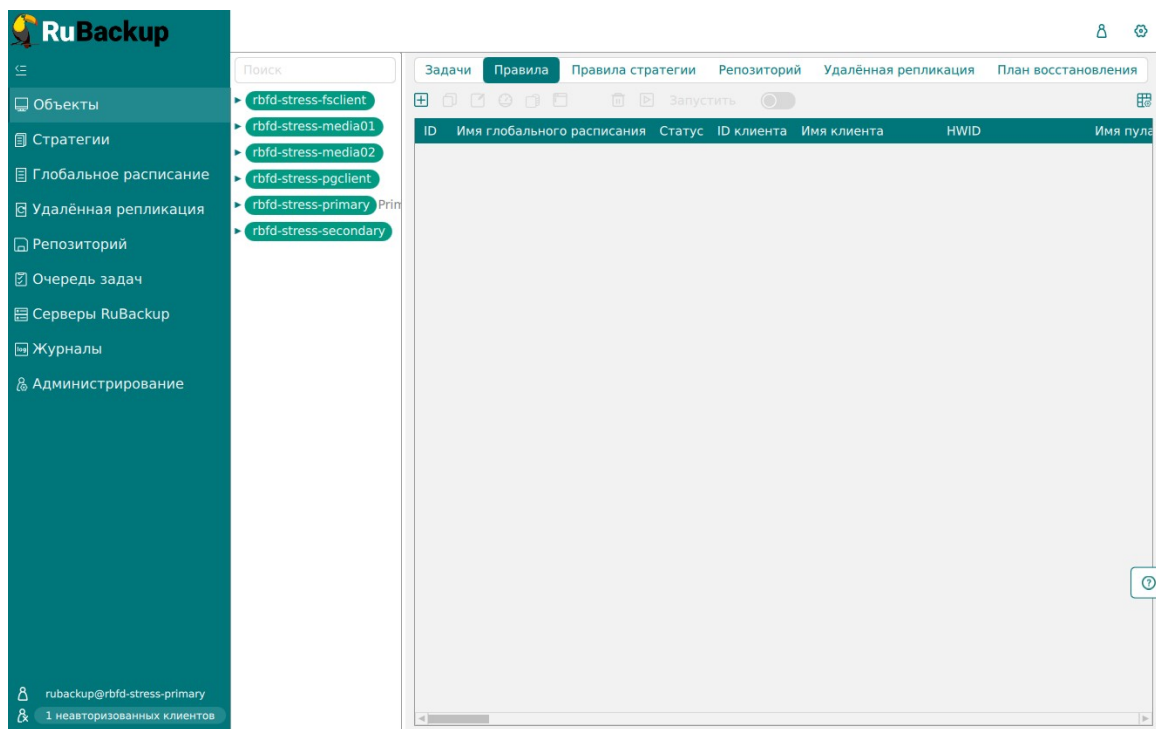 RuBackup
Объекты
Стратегии
Глобальное расписание
Удалённая репликация
Репозиторий
Очередь задач
Серверы RuBackup
Журналы
Администрирование
rubackup@rbfd-stress-primary
1 неавторизованных клиентов
Поиск
rbfd-stress-fsclient
rbfd-stress-media01
rbfd-stress-media02
rbfd-stress-pgclient
rbfd-stress-primary Prim
rbfd-stress-secondary
Задачи Правила Правила стратегии Репозиторий Удалённая репликация План восстановления
Запустить
ID Имя глобального расписания Статус ID клиента Имя клиента HWID Имя пула